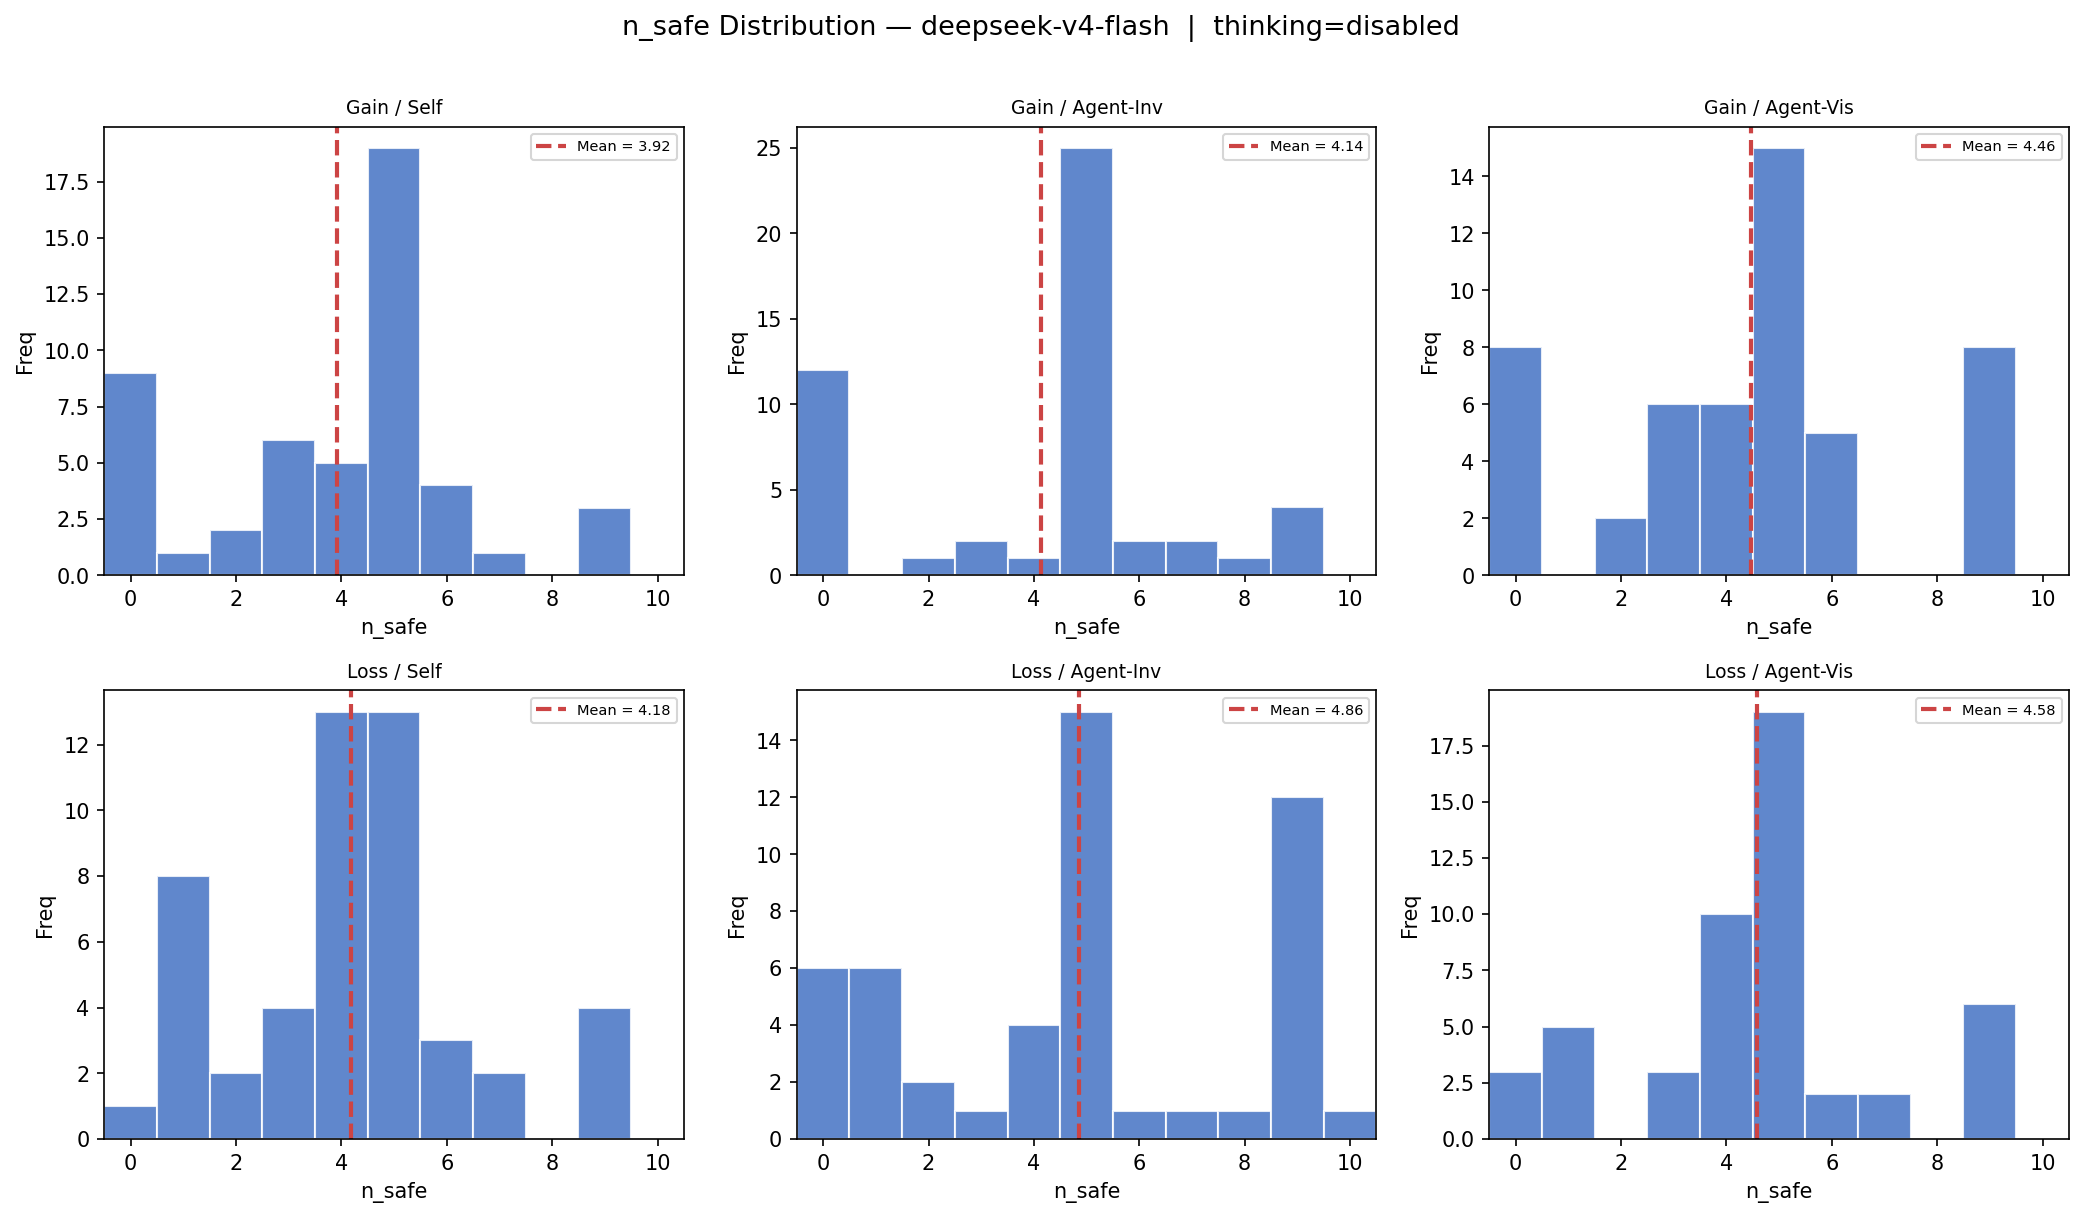 n_safe Distribution — deepseek-v4-flash | thinking=disabled
Gain / Self
Mean = 3.92
Freq
17.5
15.0
12.5
10.0
7.5
5.0
2.5
0.0
0 2 4 6 8 10
n_safe
Gain / Agent-Inv
Mean = 4.14
Freq
25
20
15
10
5
0
0 2 4 6 8 10
n_safe
Gain / Agent-Vis
Mean = 4.46
Freq
14
12
10
8
6
4
2
0
0 2 4 6 8 10
n_safe
Loss / Self
Mean = 4.18
Freq
12
10
8
6
4
2
0
0 2 4 6 8 10
n_safe
Loss / Agent-Inv
Mean = 4.86
Freq
14
12
10
8
6
4
2
0
0 2 4 6 8 10
n_safe
Loss / Agent-Vis
Mean = 4.58
Freq
17.5
15.0
12.5
10.0
7.5
5.0
2.5
0.0
0 2 4 6 8 10
n_safe